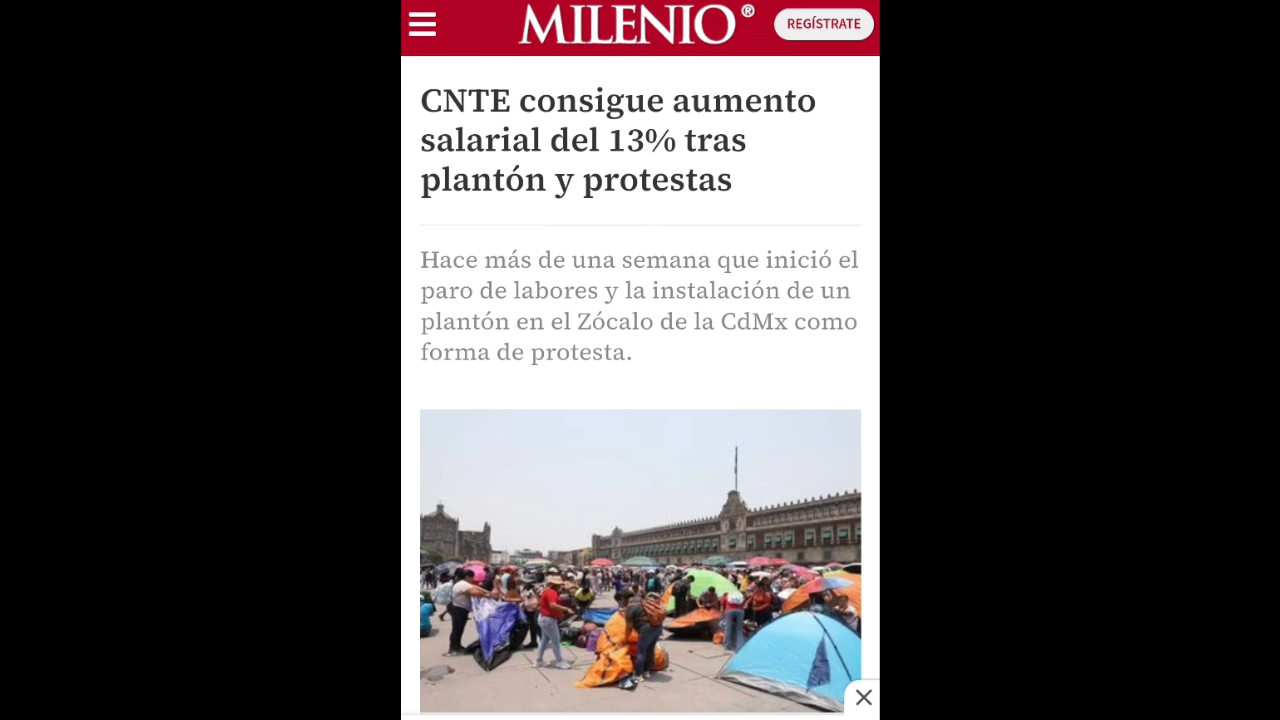 MILENIO®
REGÍSTRATE
CNTE consigue aumento
salarial del 13% tras
plantón y protestas
Hace más de una semana que inició el
paro de labores y la instalación de un
plantón en el Zócalo de la CdMx como
forma de protesta.